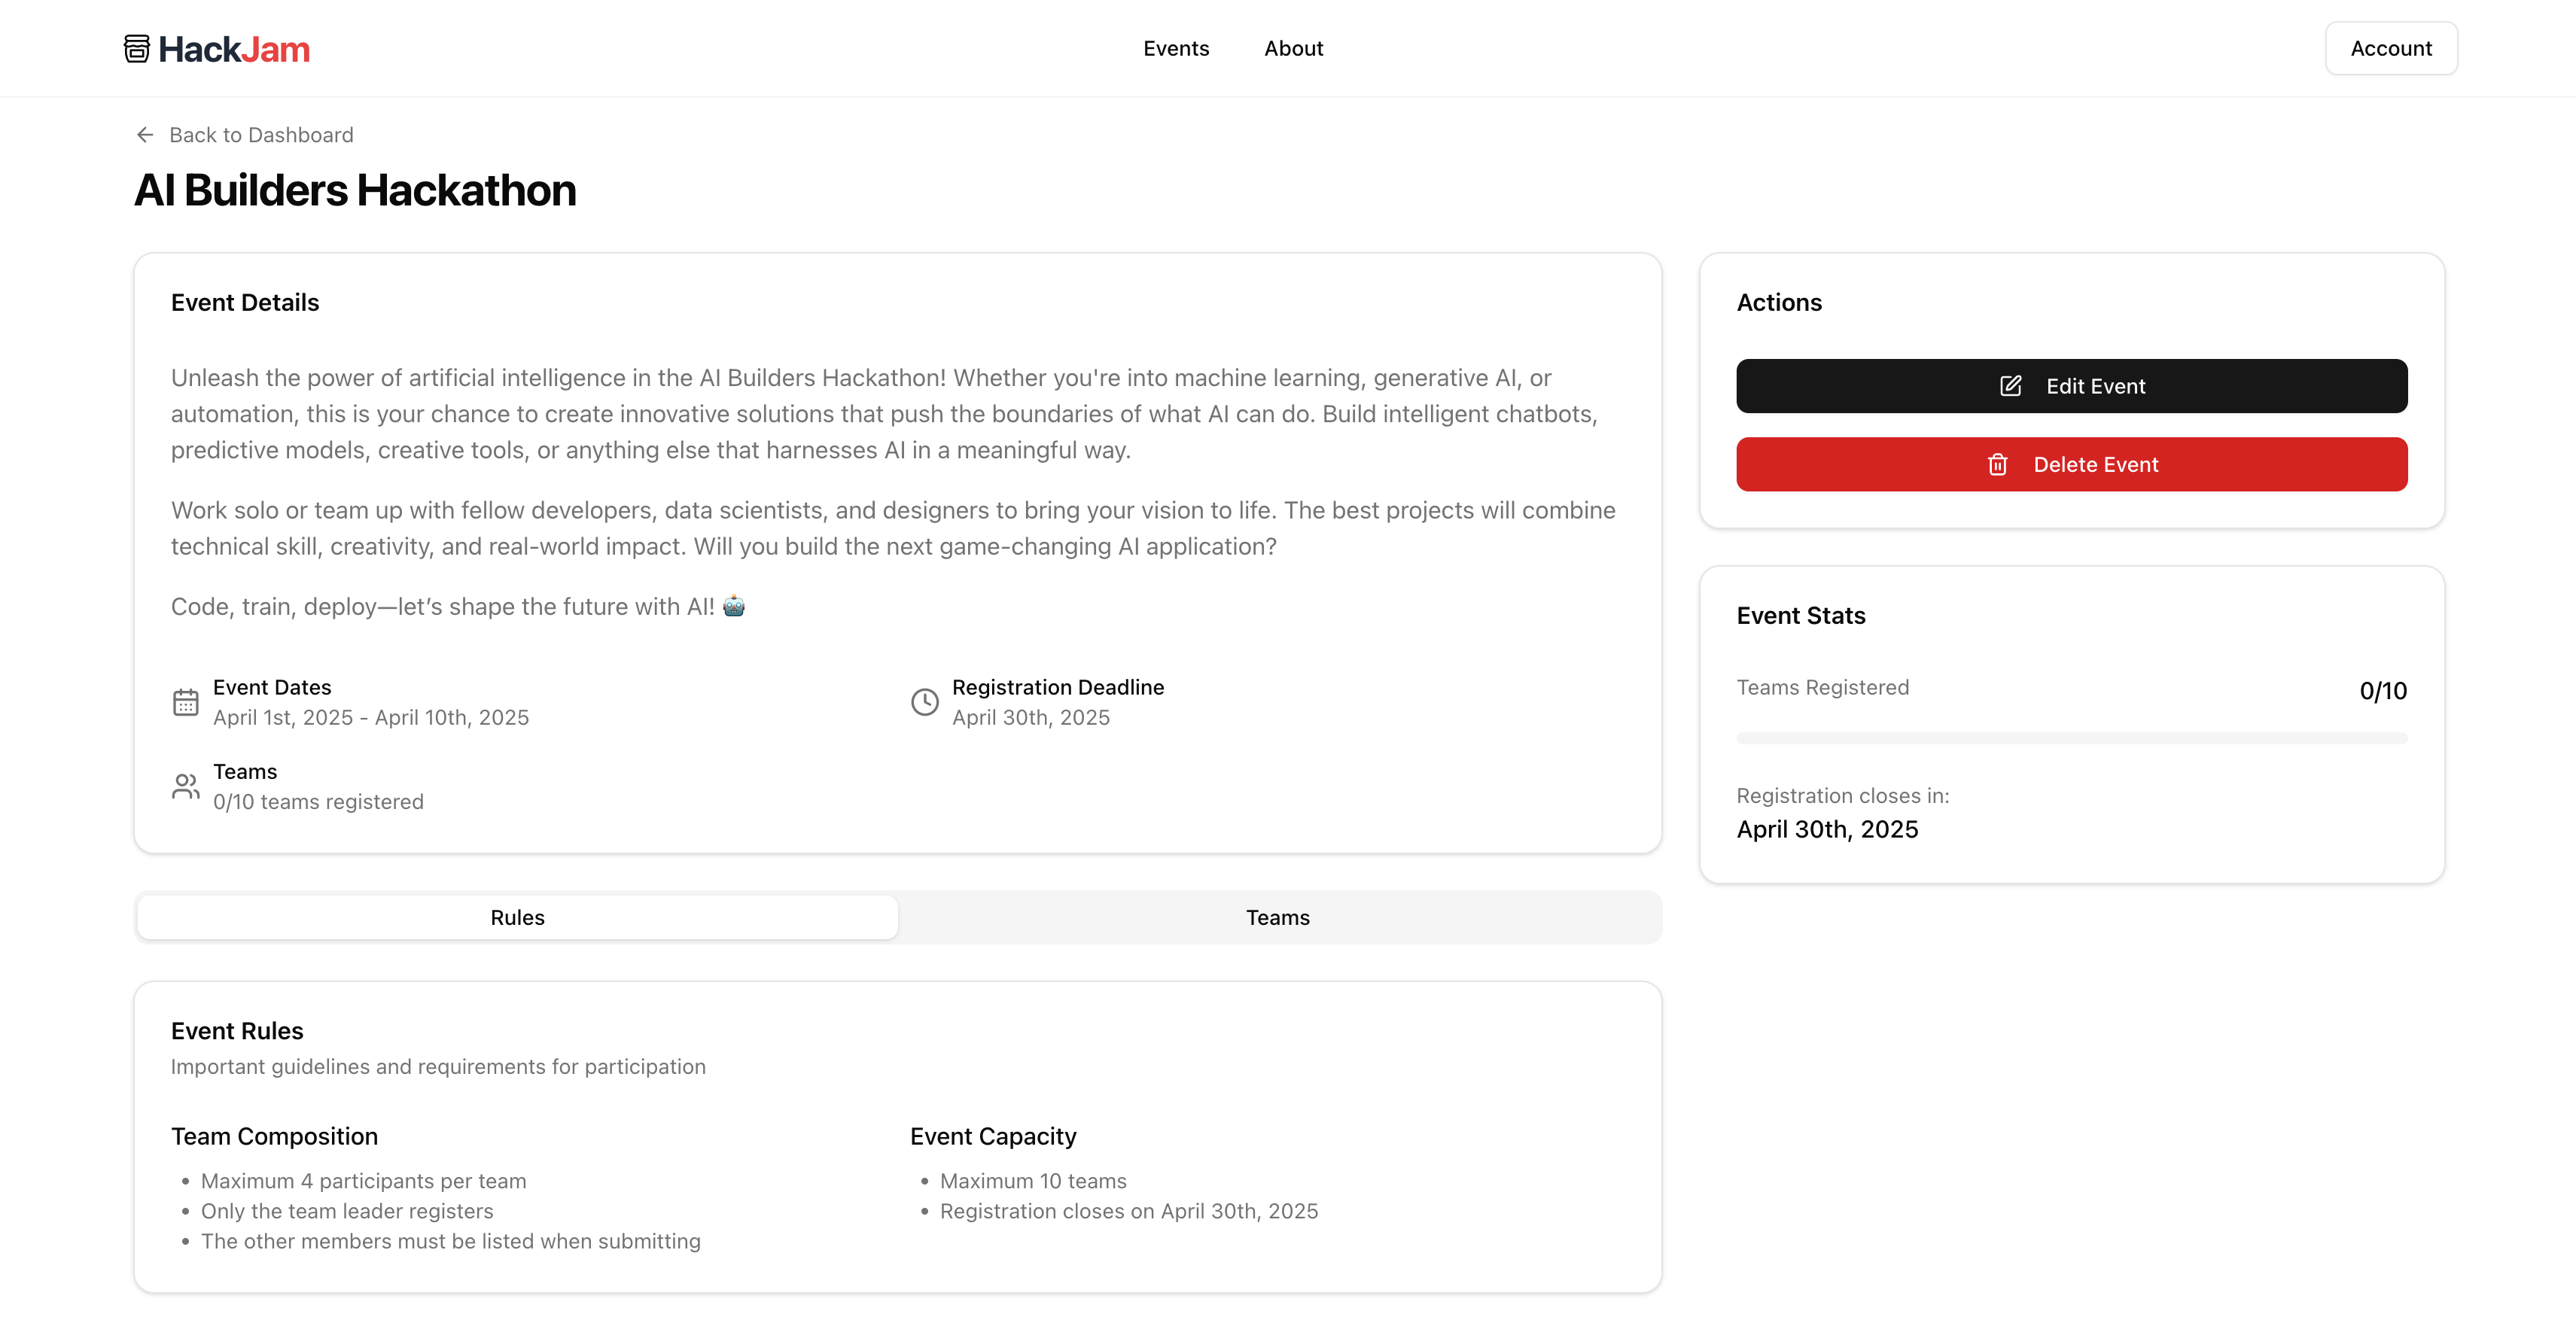 HackJam
Events
About
Account
Back to Dashboard
AI Builders Hackathon
Event Details
Unleash the power of artificial intelligence in the AI Builders Hackathon! Whether you're into machine learning, generative AI, or
automation, this is your chance to create innovative solutions that push the boundaries of what AI can do. Build intelligent chatbots,
predictive models, creative tools, or anything else that harnesses AI in a meaningful way.
Work solo or team up with fellow developers, data scientists, and designers to bring your vision to life. The best projects will combine
technical skill, creativity, and real-world impact. Will you build the next game-changing AI application?
Code, train, deploy—let’s shape the future with AI! 🤖
Event Dates
April 1st, 2025 - April 10th, 2025
Registration Deadline
April 30th, 2025
Teams
0/10 teams registered
Actions
Edit Event
Delete Event
Event Stats
Teams Registered
0/10
Registration closes in:
April 30th, 2025
Rules
Teams
Event Rules
Important guidelines and requirements for participation
Team Composition
• Maximum 4 participants per team
• Only the team leader registers
• The other members must be listed when submitting
Event Capacity
• Maximum 10 teams
• Registration closes on April 30th, 2025